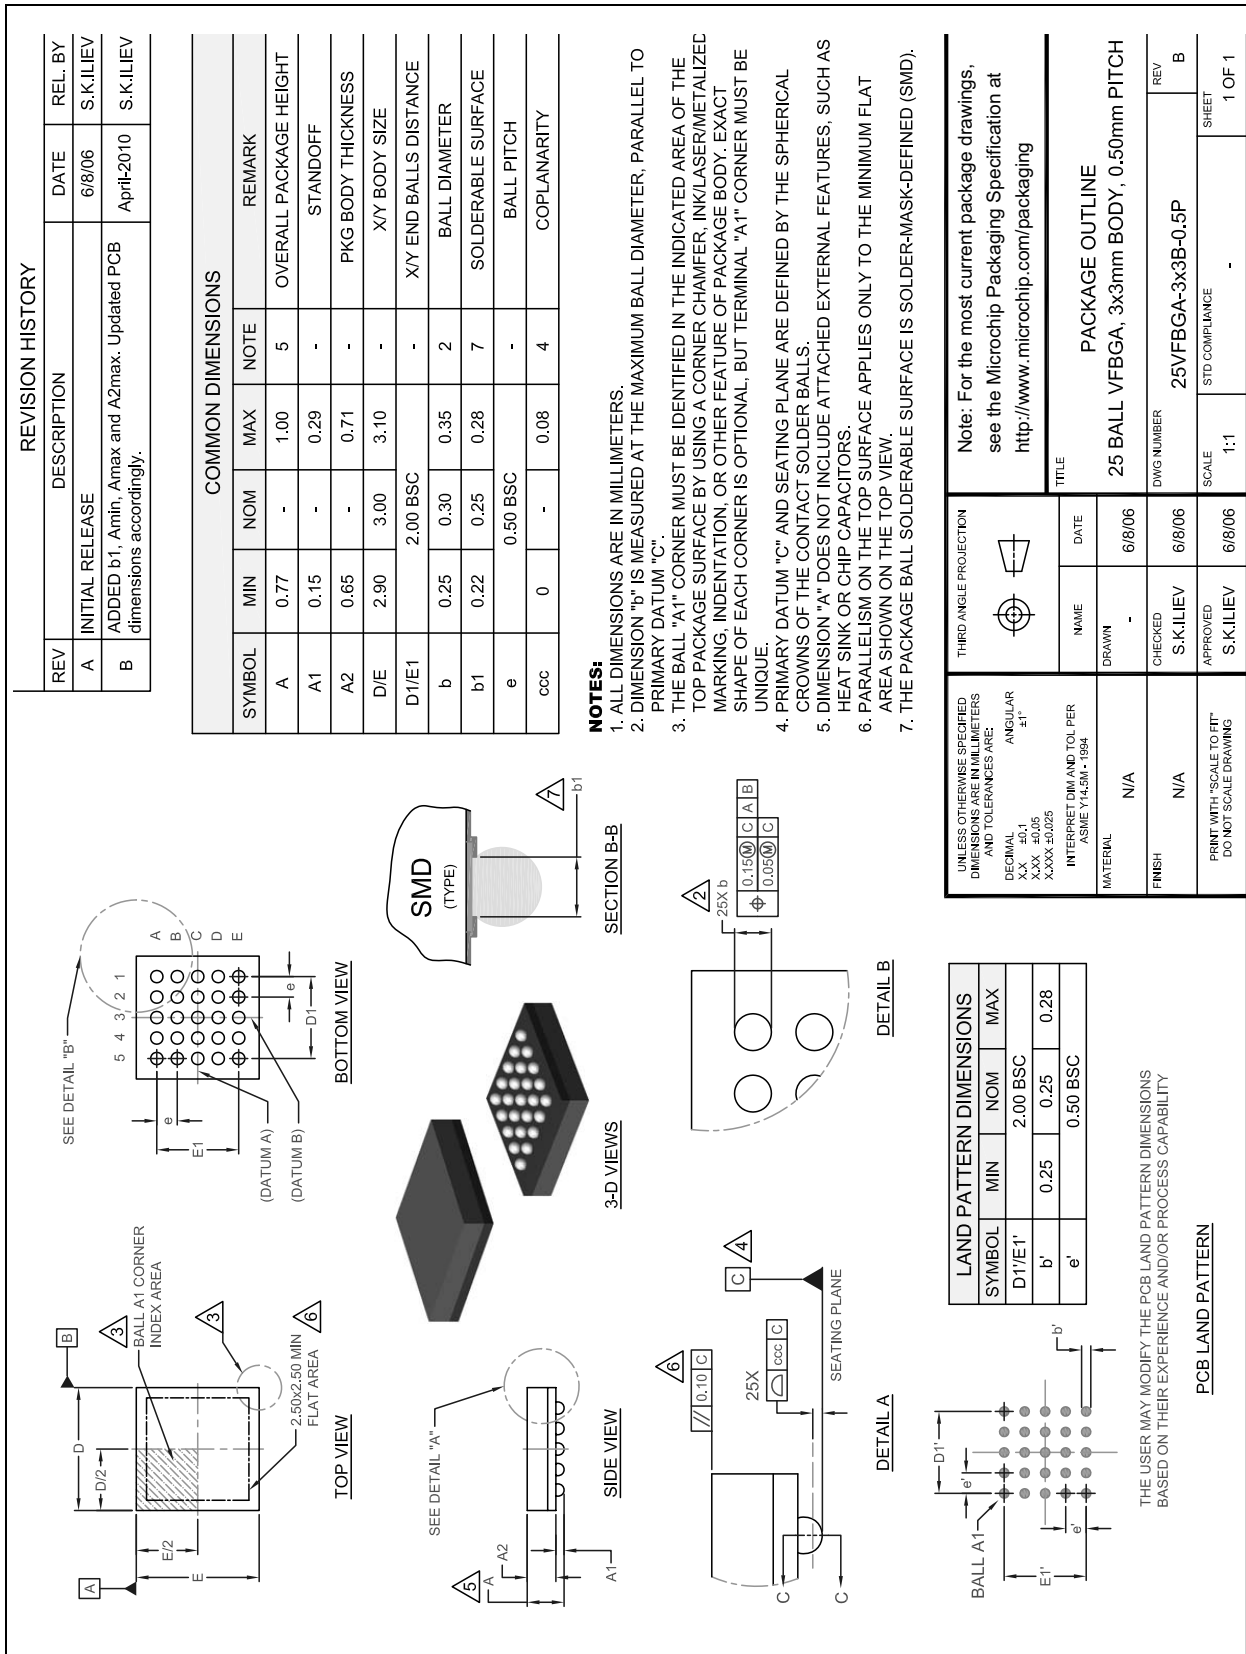 REVISION HISTORY
REV DESCRIPTION DATE REL. BY
A INITIAL RELEASE 6/8/06 S.K.ILIEV
B ADDED b1, Amin, Amax and A2max. Updated PCB dimensions accordingly. April-2010 S.K.ILIEV
COMMON DIMENSIONS
SYMBOL MIN NOM MAX NOTE REMARK
A 0.77 - 1.00 5 OVERALL PACKAGE HEIGHT
A1 0.15 - 0.29 - STANDOFF
A2 0.65 - 0.71 - PKG BODY THICKNESS
D/E 2.90 3.00 3.10 - X/Y BODY SIZE
D1/E1 2.00 BSC - X/Y END BALLS DISTANCE
b 0.25 0.30 0.35 2 BALL DIAMETER
b1 0.22 0.25 0.28 7 SOLDERABLE SURFACE
e 0.50 BSC - BALL PITCH
ccc 0 - 0.08 4 COPLANARITY
NOTES:
1. ALL DIMENSIONS ARE IN MILLIMETERS.
2. DIMENSION "b" IS MEASURED AT THE MAXIMUM BALL DIAMETER, PARALLEL TO
PRIMARY DATUM "C".
3. THE BALL "A1" CORNER MUST BE IDENTIFIED IN THE INDICATED AREA OF THE
TOP PACKAGE SURFACE BY USING A CORNER CHAMFER, INK/LASER/METALIZED
MARKING, INDENTATION, OR OTHER FEATURE OF PACKAGE BODY. EXACT
SHAPE OF EACH CORNER IS OPTIONAL, BUT TERMINAL "A1" CORNER MUST BE
UNIQUE.
4. PRIMARY DATUM "C" AND SEATING PLANE ARE DEFINED BY THE SPHERICAL
CROWNS OF THE CONTACT SOLDER BALLS.
5. DIMENSION "A" DOES NOT INCLUDE ATTACHED EXTERNAL FEATURES, SUCH AS
HEAT SINK OR CHIP CAPACITORS.
6. PARALLELISM ON THE TOP SURFACE APPLIES ONLY TO THE MINIMUM FLAT
AREA SHOWN ON THE TOP VIEW.
7. THE PACKAGE BALL SOLDERABLE SURFACE IS SOLDER-MASK-DEFINED (SMD).
A
B
D
D/2
E/2
E
3
BALL A1 CORNER
INDEX AREA
3
2.50x2.50 MIN
FLAT AREA
6
TOP VIEW
SEE DETAIL "B"
5 4 3 2 1
A
B
C
D
E
e
E1
e
D1
(DATUM A)
(DATUM B)
BOTTOM VIEW
SEE DETAIL "A"
5
A
A2
A1
SIDE VIEW
3-D VIEWS
SMD
(TYPE)
7
b1
SECTION B-B
6
// 0.10 C
25X
ccc C
C
4
SEATING PLANE
C
C
DETAIL A
2
25X b
⌖ 0.15 Ⓜ C A B
0.05 Ⓜ C
DETAIL B
BALL A1
D1'
e'
E1'
e'
b'
LAND PATTERN DIMENSIONS
SYMBOL MIN NOM MAX
D1'/E1' 2.00 BSC
b' 0.25 0.25 0.28
e' 0.50 BSC
THE USER MAY MODIFY THE PCB LAND PATTERN DIMENSIONS
BASED ON THEIR EXPERIENCE AND/OR PROCESS CAPABILITY
PCB LAND PATTERN
UNLESS OTHERWISE SPECIFIED
DIMENSIONS ARE IN MILLIMETERS
AND TOLERANCES ARE:
DECIMAL ANGULAR
X.X ±0.1 ±1°
X.XX ±0.05
X.XXX ±0.025
INTERPRET DIM AND TOL PER
ASME Y14.5M - 1994
MATERIAL
N/A
FINISH
N/A
PRINT WITH "SCALE TO FIT"
DO NOT SCALE DRAWING
THIRD ANGLE PROJECTION
NAME DATE
DRAWN
- 6/8/06
CHECKED
S.K.ILIEV 6/8/06
APPROVED
S.K.ILIEV 6/8/06
Note: For the most current package drawings,
see the Microchip Packaging Specification at
http://www.microchip.com/packaging
TITLE
PACKAGE OUTLINE
25 BALL VFBGA, 3x3mm BODY, 0.50mm PITCH
DWG NUMBER
25VFBGA-3x3B-0.5P
REV
B
SCALE
1:1
STD COMPLIANCE
-
SHEET
1 OF 1